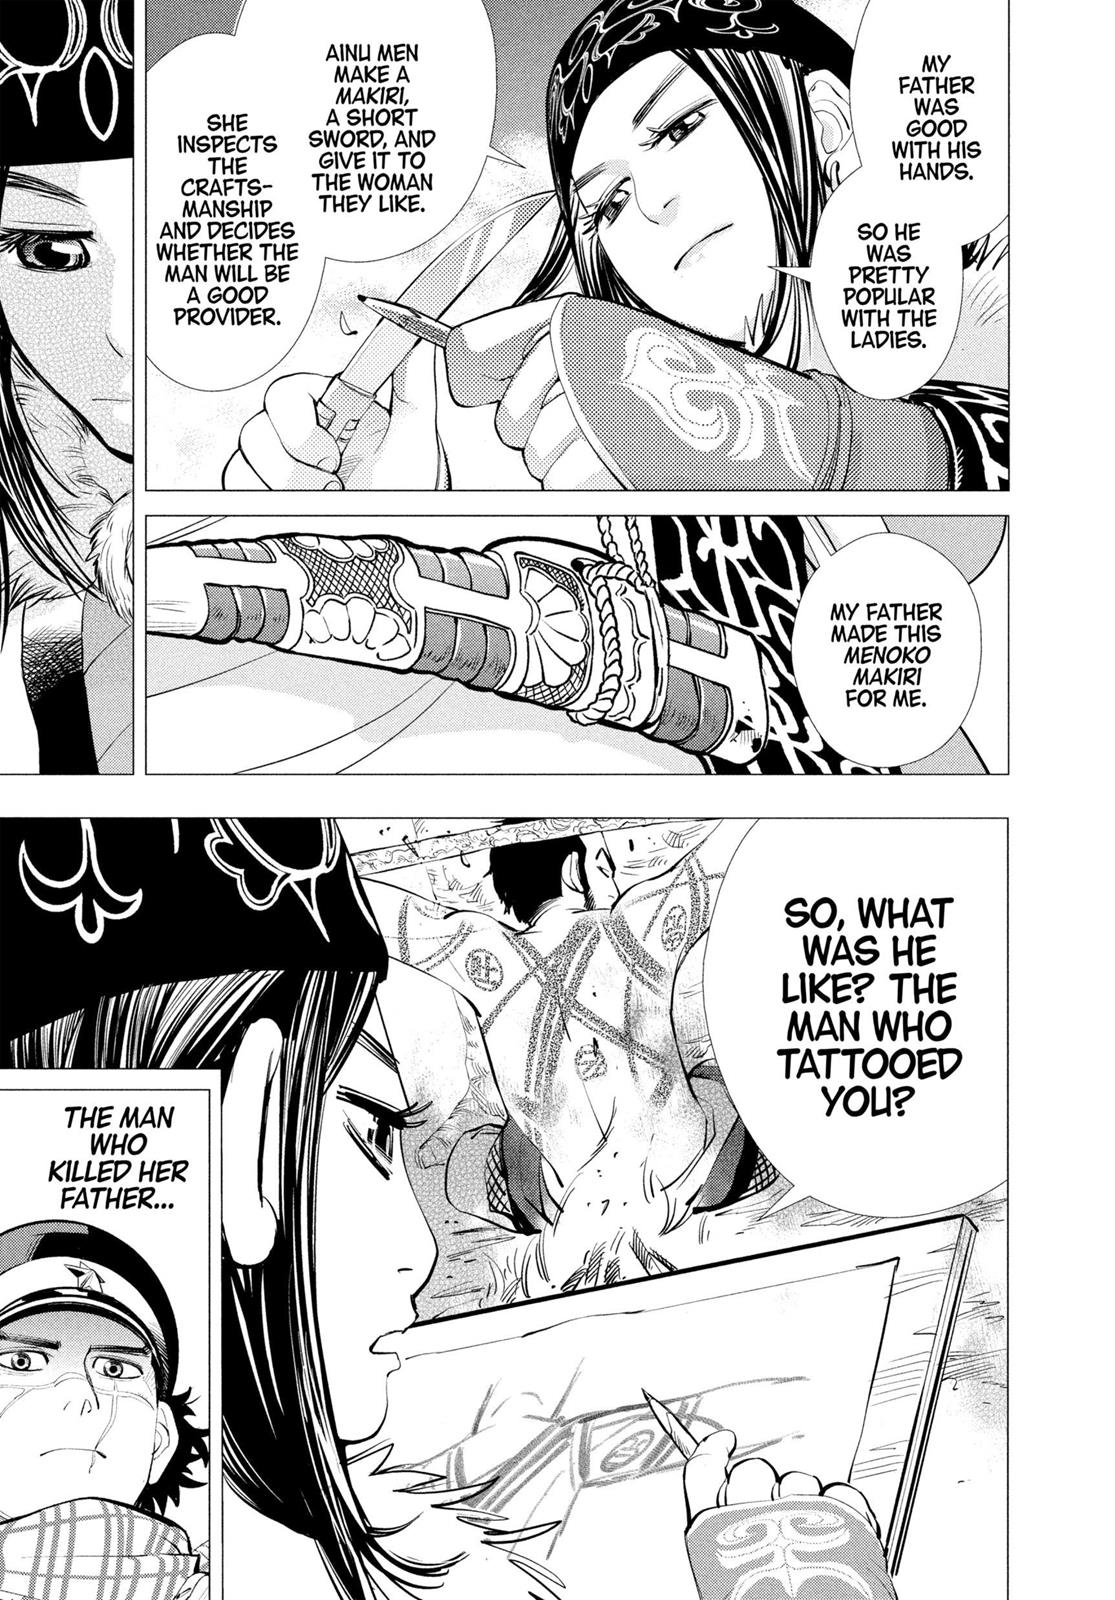 MY
FATHER
WAS
GOOD
WITH HIS
HANDS.
SO HE
WAS
PRETTY
POPULAR
WITH THE
LADIES.
AINU MEN
MAKE A
MAKIRI,
A SHORT
SWORD, AND
GIVE IT TO
THE WOMAN
THEY LIKE.
SHE
INSPECTS
THE
CRAFTS-
MANSHIP
AND DECIDES
WHETHER THE
MAN WILL BE
A GOOD
PROVIDER.
MY FATHER
MADE THIS
MENOKO
MAKIRI
FOR ME.
SO, WHAT
WAS HE
LIKE? THE
MAN WHO
TATTOOED
YOU?
THE MAN
WHO
KILLED HER
FATHER...